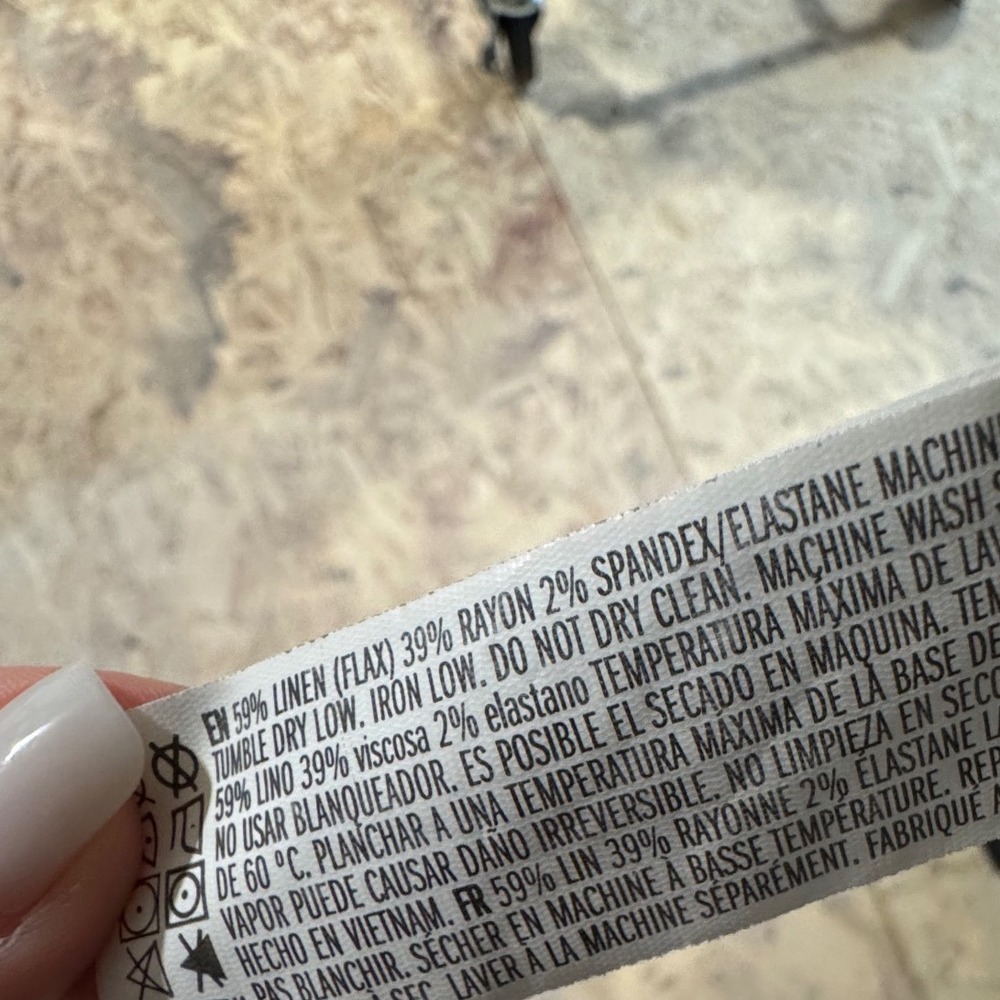 EN 59% LINEN (FLAX) 39% RAYON 2% SPANDEX/ELASTANE MACHIN
TUMBLE DRY LOW. IRON LOW. DO NOT DRY CLEAN. MACHINE WASH
59% LINO 39% viscosa 2% elastano TEMPERATURA MÁXIMA DE LAV
NO USAR BLANQUEADOR. ES POSIBLE EL SECADO EN MÁQUINA. TEM
DE 60 °C. PLANCHAR A UNA TEMPERATURA MÁXIMA DE LA BASE DE
VAPOR PUEDE CAUSAR DAÑO IRREVERSIBLE, NO LIMPIEZA EN SECO
HECHO EN VIETNAM. FR 59% LIN 39% RAYONNE 2% ÉLASTANE LA
PAS BLANCHIR. SÉCHER EN MACHINE À BASSE TEMPÉRATURE. REP
À SEC. LAVER À LA MACHINE SÉPARÉMENT. FABRIQUÉ